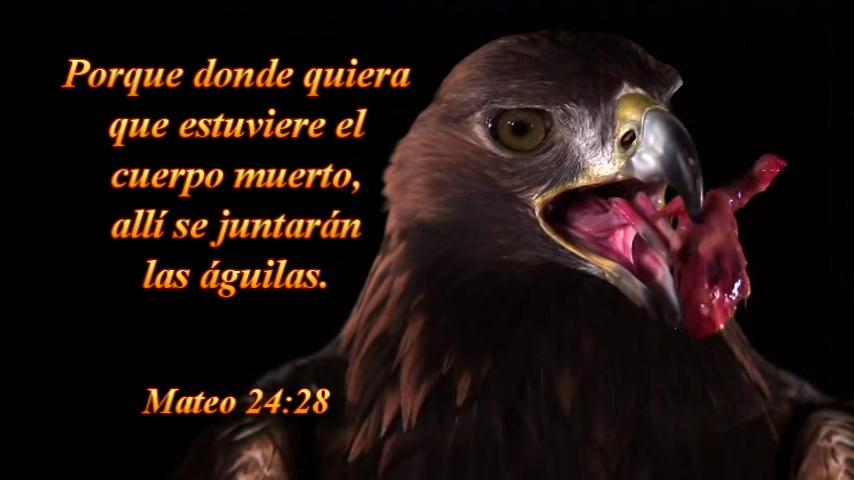 Porque donde quiera
que estuviere el
cuerpo muerto,
allí se juntarán
las águilas.
Mateo 24:28